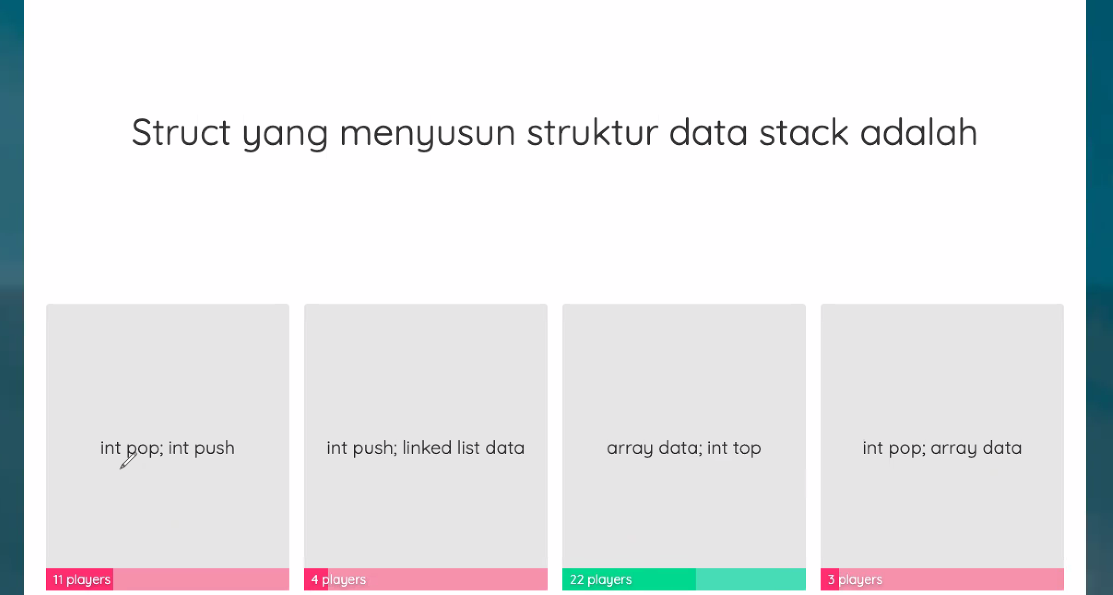 Struct yang menyusun struktur data stack adalah
int pop; int push
int push; linked list data
array data; int top
int pop; array data
11 players
4 players
22 players
3 players